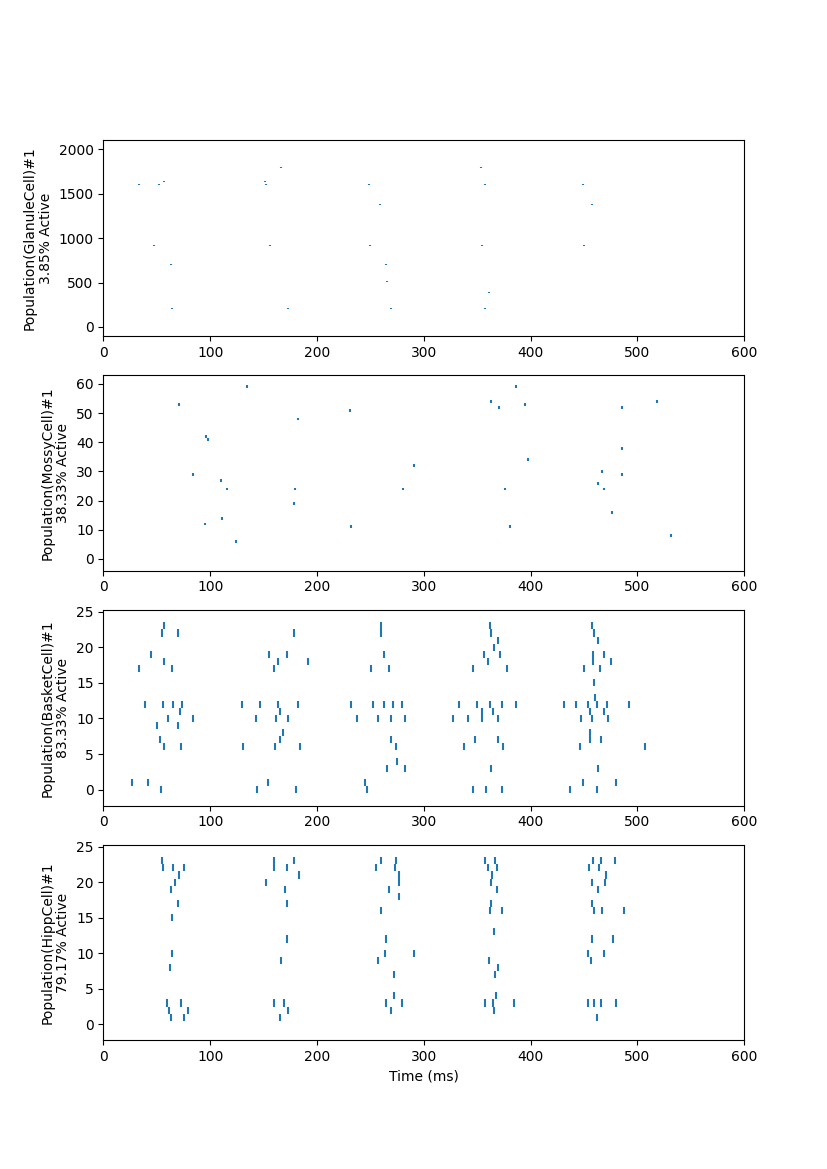 Population(GlanuleCell)#1
3.85% Active
2000
1500
1000
500
0
0 100 200 300 400 500 600
Population(MossyCell)#1
38.33% Active
60
50
40
30
20
10
0
0 100 200 300 400 500 600
Population(BasketCell)#1
83.33% Active
25
20
15
10
5
0
0 100 200 300 400 500 600
Population(HippCell)#1
79.17% Active
25
20
15
10
5
0
0 100 200 300 400 500 600
Time (ms)